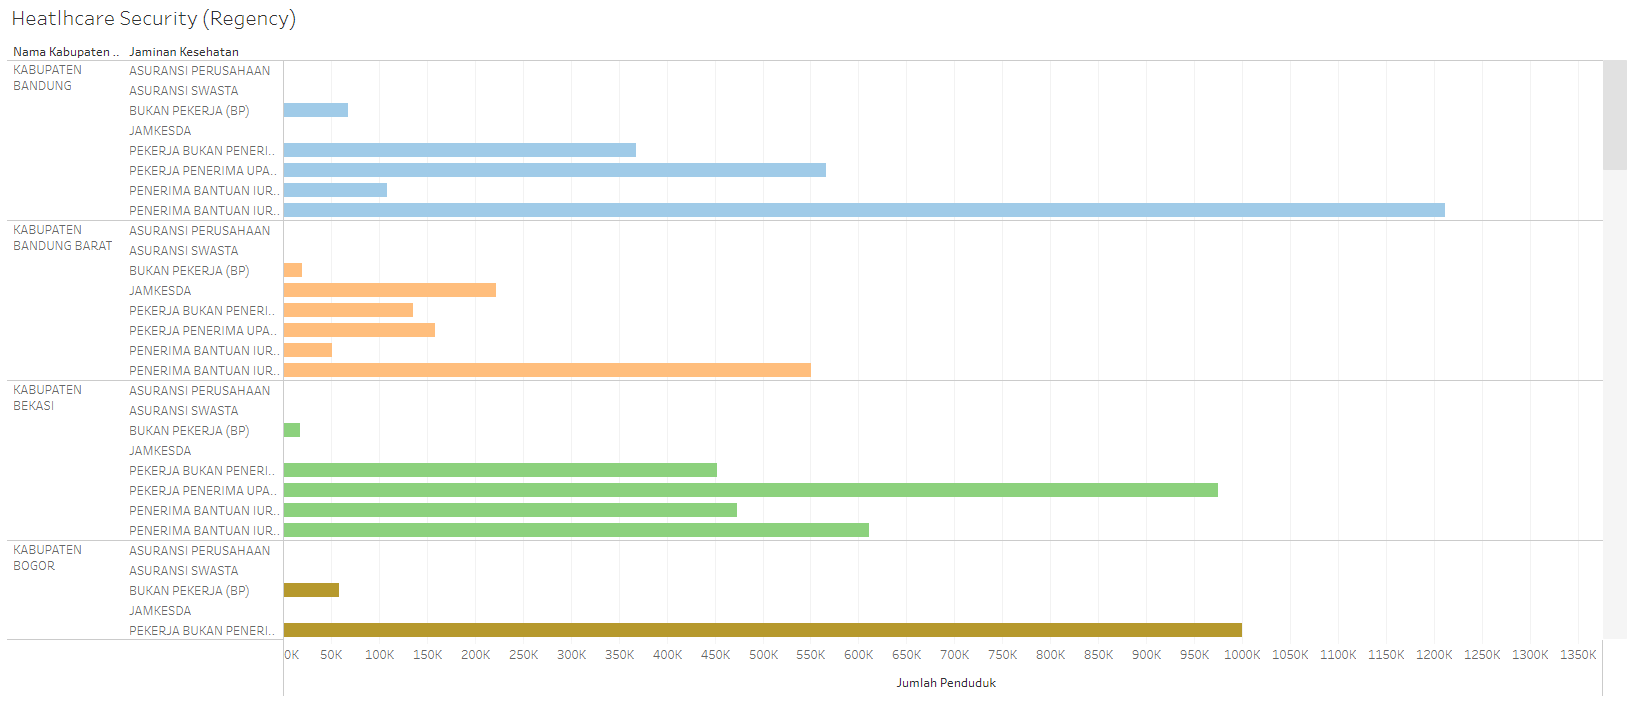 Heatlhcare Security (Regency)
Nama Kabupaten .. Jaminan Kesehatan
KABUPATEN BANDUNG
ASURANSI PERUSAHAAN
ASURANSI SWASTA
BUKAN PEKERJA (BP)
JAMKESDA
PEKERJA BUKAN PENERI..
PEKERJA PENERIMA UPA..
PENERIMA BANTUAN IUR..
PENERIMA BANTUAN IUR..
KABUPATEN BANDUNG BARAT
ASURANSI PERUSAHAAN
ASURANSI SWASTA
BUKAN PEKERJA (BP)
JAMKESDA
PEKERJA BUKAN PENERI..
PEKERJA PENERIMA UPA..
PENERIMA BANTUAN IUR..
PENERIMA BANTUAN IUR..
KABUPATEN BEKASI
ASURANSI PERUSAHAAN
ASURANSI SWASTA
BUKAN PEKERJA (BP)
JAMKESDA
PEKERJA BUKAN PENERI..
PEKERJA PENERIMA UPA..
PENERIMA BANTUAN IUR..
PENERIMA BANTUAN IUR..
KABUPATEN BOGOR
ASURANSI PERUSAHAAN
ASURANSI SWASTA
BUKAN PEKERJA (BP)
JAMKESDA
PEKERJA BUKAN PENERI..
0K 50K 100K 150K 200K 250K 300K 350K 400K 450K 500K 550K 600K 650K 700K 750K 800K 850K 900K 950K 1000K 1050K 1100K 1150K 1200K 1250K 1300K 1350K
Jumlah Penduduk